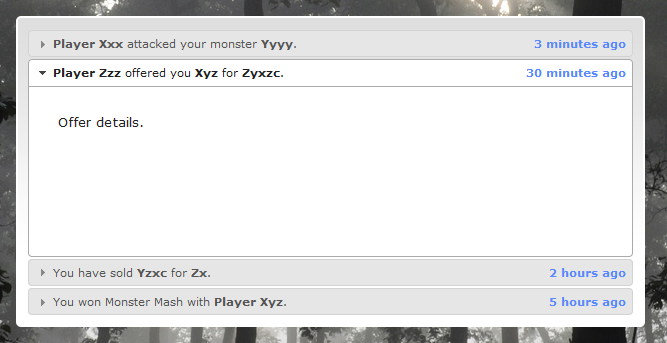 Player Xxx attacked your monster Yyyy. 3 minutes ago
Player Zzz offered you Xyz for Zyxzc. 30 minutes ago
Offer details.
You have sold Yzxc for Zx. 2 hours ago
You won Monster Mash with Player Xyz. 5 hours ago